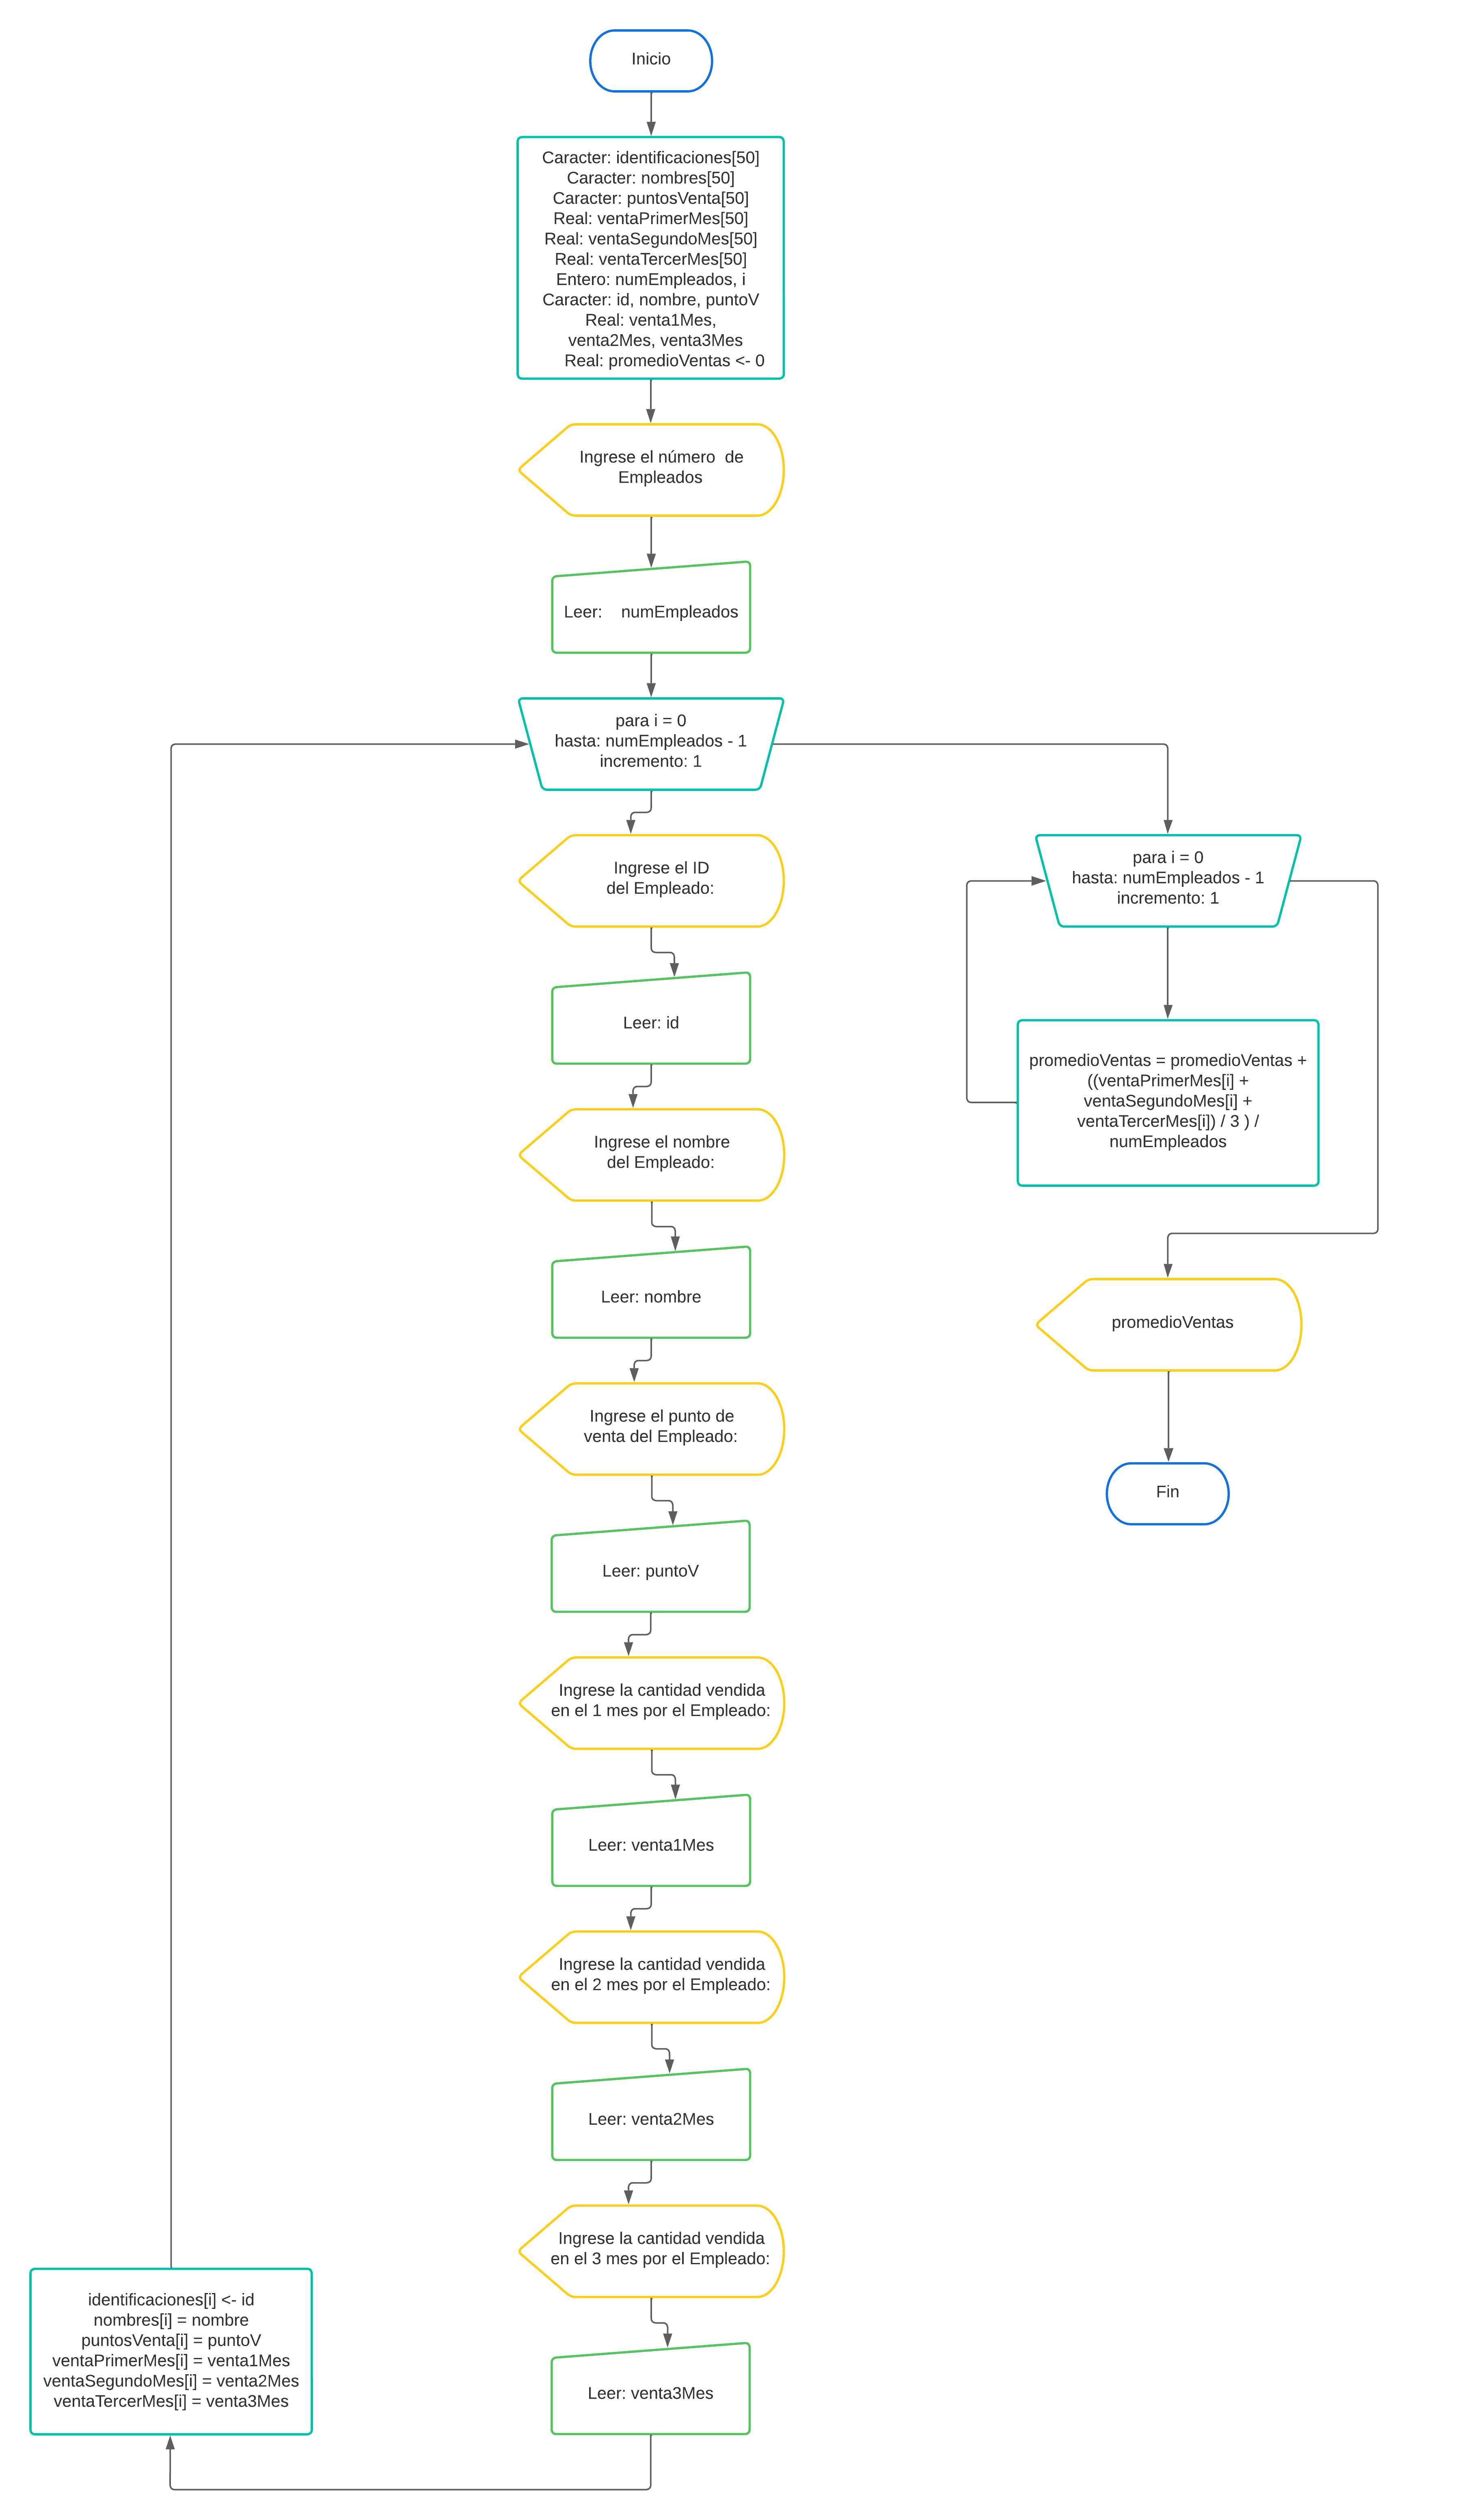 Inicio
Caracter: identificaciones[50]
Caracter: nombres[50]
Caracter: puntosVenta[50]
Real: ventaPrimerMes[50]
Real: ventaSegundoMes[50]
Real: ventaTercerMes[50]
Entero: numEmpleados, i
Caracter: id, nombre, puntoV
Real: venta1Mes,
venta2Mes, venta3Mes
Real: promedioVentas <- 0
Ingrese el número  de
Empleados
Leer:    numEmpleados
para i = 0
hasta: numEmpleados - 1
incremento: 1
Ingrese el ID
del Empleado:
Leer: id
Ingrese el nombre
del Empleado:
Leer: nombre
Ingrese el punto de
venta del Empleado:
Leer: puntoV
Ingrese la cantidad vendida
en el 1 mes por el Empleado:
Leer: venta1Mes
Ingrese la cantidad vendida
en el 2 mes por el Empleado:
Leer: venta2Mes
Ingrese la cantidad vendida
en el 3 mes por el Empleado:
Leer: venta3Mes
identificaciones[i] <- id
nombres[i] = nombre
puntosVenta[i] = puntoV
ventaPrimerMes[i] = venta1Mes
ventaSegundoMes[i] = venta2Mes
ventaTercerMes[i] = venta3Mes
para i = 0
hasta: numEmpleados - 1
incremento: 1
promedioVentas = promedioVentas +
((ventaPrimerMes[i] +
ventaSegundoMes[i] +
ventaTercerMes[i]) / 3 ) /
numEmpleados
promedioVentas
Fin